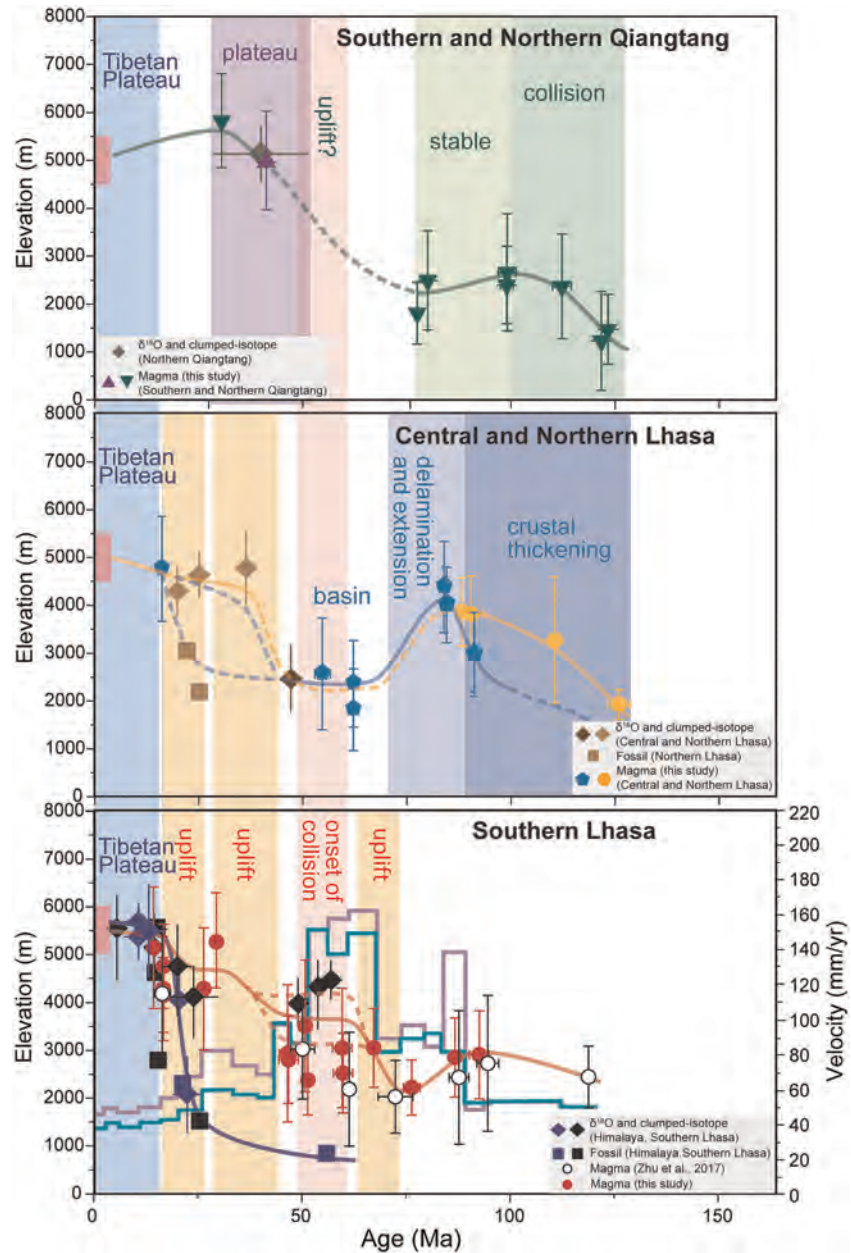 Southern and Northern Qiangtang
Tibetan
Plateau
plateau
uplift?
stable
collision
Elevation (m)
8000
7000
6000
5000
4000
3000
2000
1000
0
δ¹⁸O and clumped-isotope
(Northern Qiangtang)
Magma (this study)
(Southern and Northern Qiangtang)
Central and Northern Lhasa
Tibetan
Plateau
basin
delamination
and extension
crustal
thickening
Elevation (m)
8000
7000
6000
5000
4000
3000
2000
1000
0
δ¹⁸O and clumped-isotope
(Central and Northern Lhasa)
Fossil (Northern Lhasa)
Magma (this study)
(Central and Northern Lhasa)
Southern Lhasa
Tibetan
Plateau
uplift
uplift
onset of
collision
uplift
Elevation (m)
8000
7000
6000
5000
4000
3000
2000
1000
0
Velocity (mm/yr)
220
200
180
160
140
120
100
80
60
40
20
0
δ¹⁸O and clumped-isotope
(Himalaya, Southern Lhasa)
Fossil (Himalaya.Southern Lhasa)
Magma (Zhu et al., 2017)
Magma (this study)
0
50
100
150
Age (Ma)